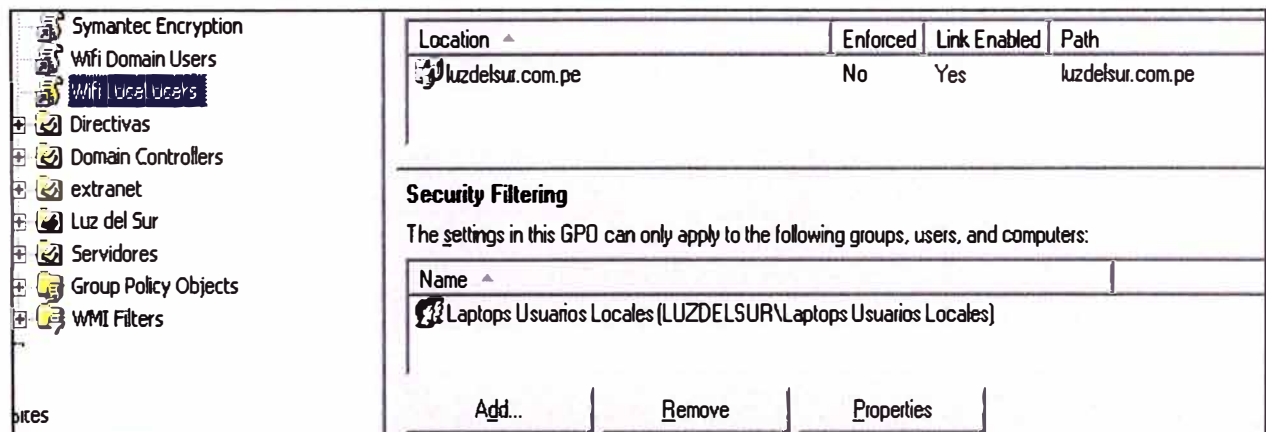 Symantec Encryption
Wifi Domain Users
Wifi Local Users
Directivas
Domain Controllers
extranet
Luz del Sur
Servidores
Group Policy Objects
WMI Filters
Location Enforced Link Enabled Path
luzdelsur.com.pe No Yes luzdelsur.com.pe
Security Filtering
The settings in this GPO can only apply to the following groups, users, and computers:
Name
Laptops Usuarios Locales (LUZDELSUR\Laptops Usuarios Locales)
Add... Remove Properties